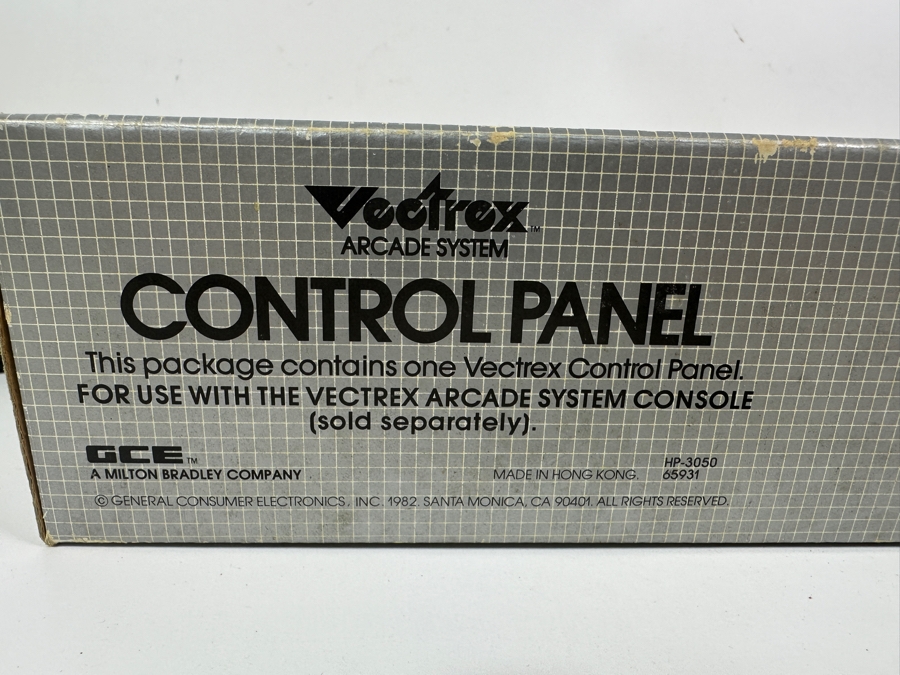 Vectrex™
ARCADE SYSTEM
CONTROL PANEL
This package contains one Vectrex Control Panel.
FOR USE WITH THE VECTREX ARCADE SYSTEM CONSOLE
(sold separately).
GCE™
A MILTON BRADLEY COMPANY
MADE IN HONG KONG.
HP-3050
65931
© GENERAL CONSUMER ELECTRONICS, INC. 1982. SANTA MONICA, CA 90401. ALL RIGHTS RESERVED.